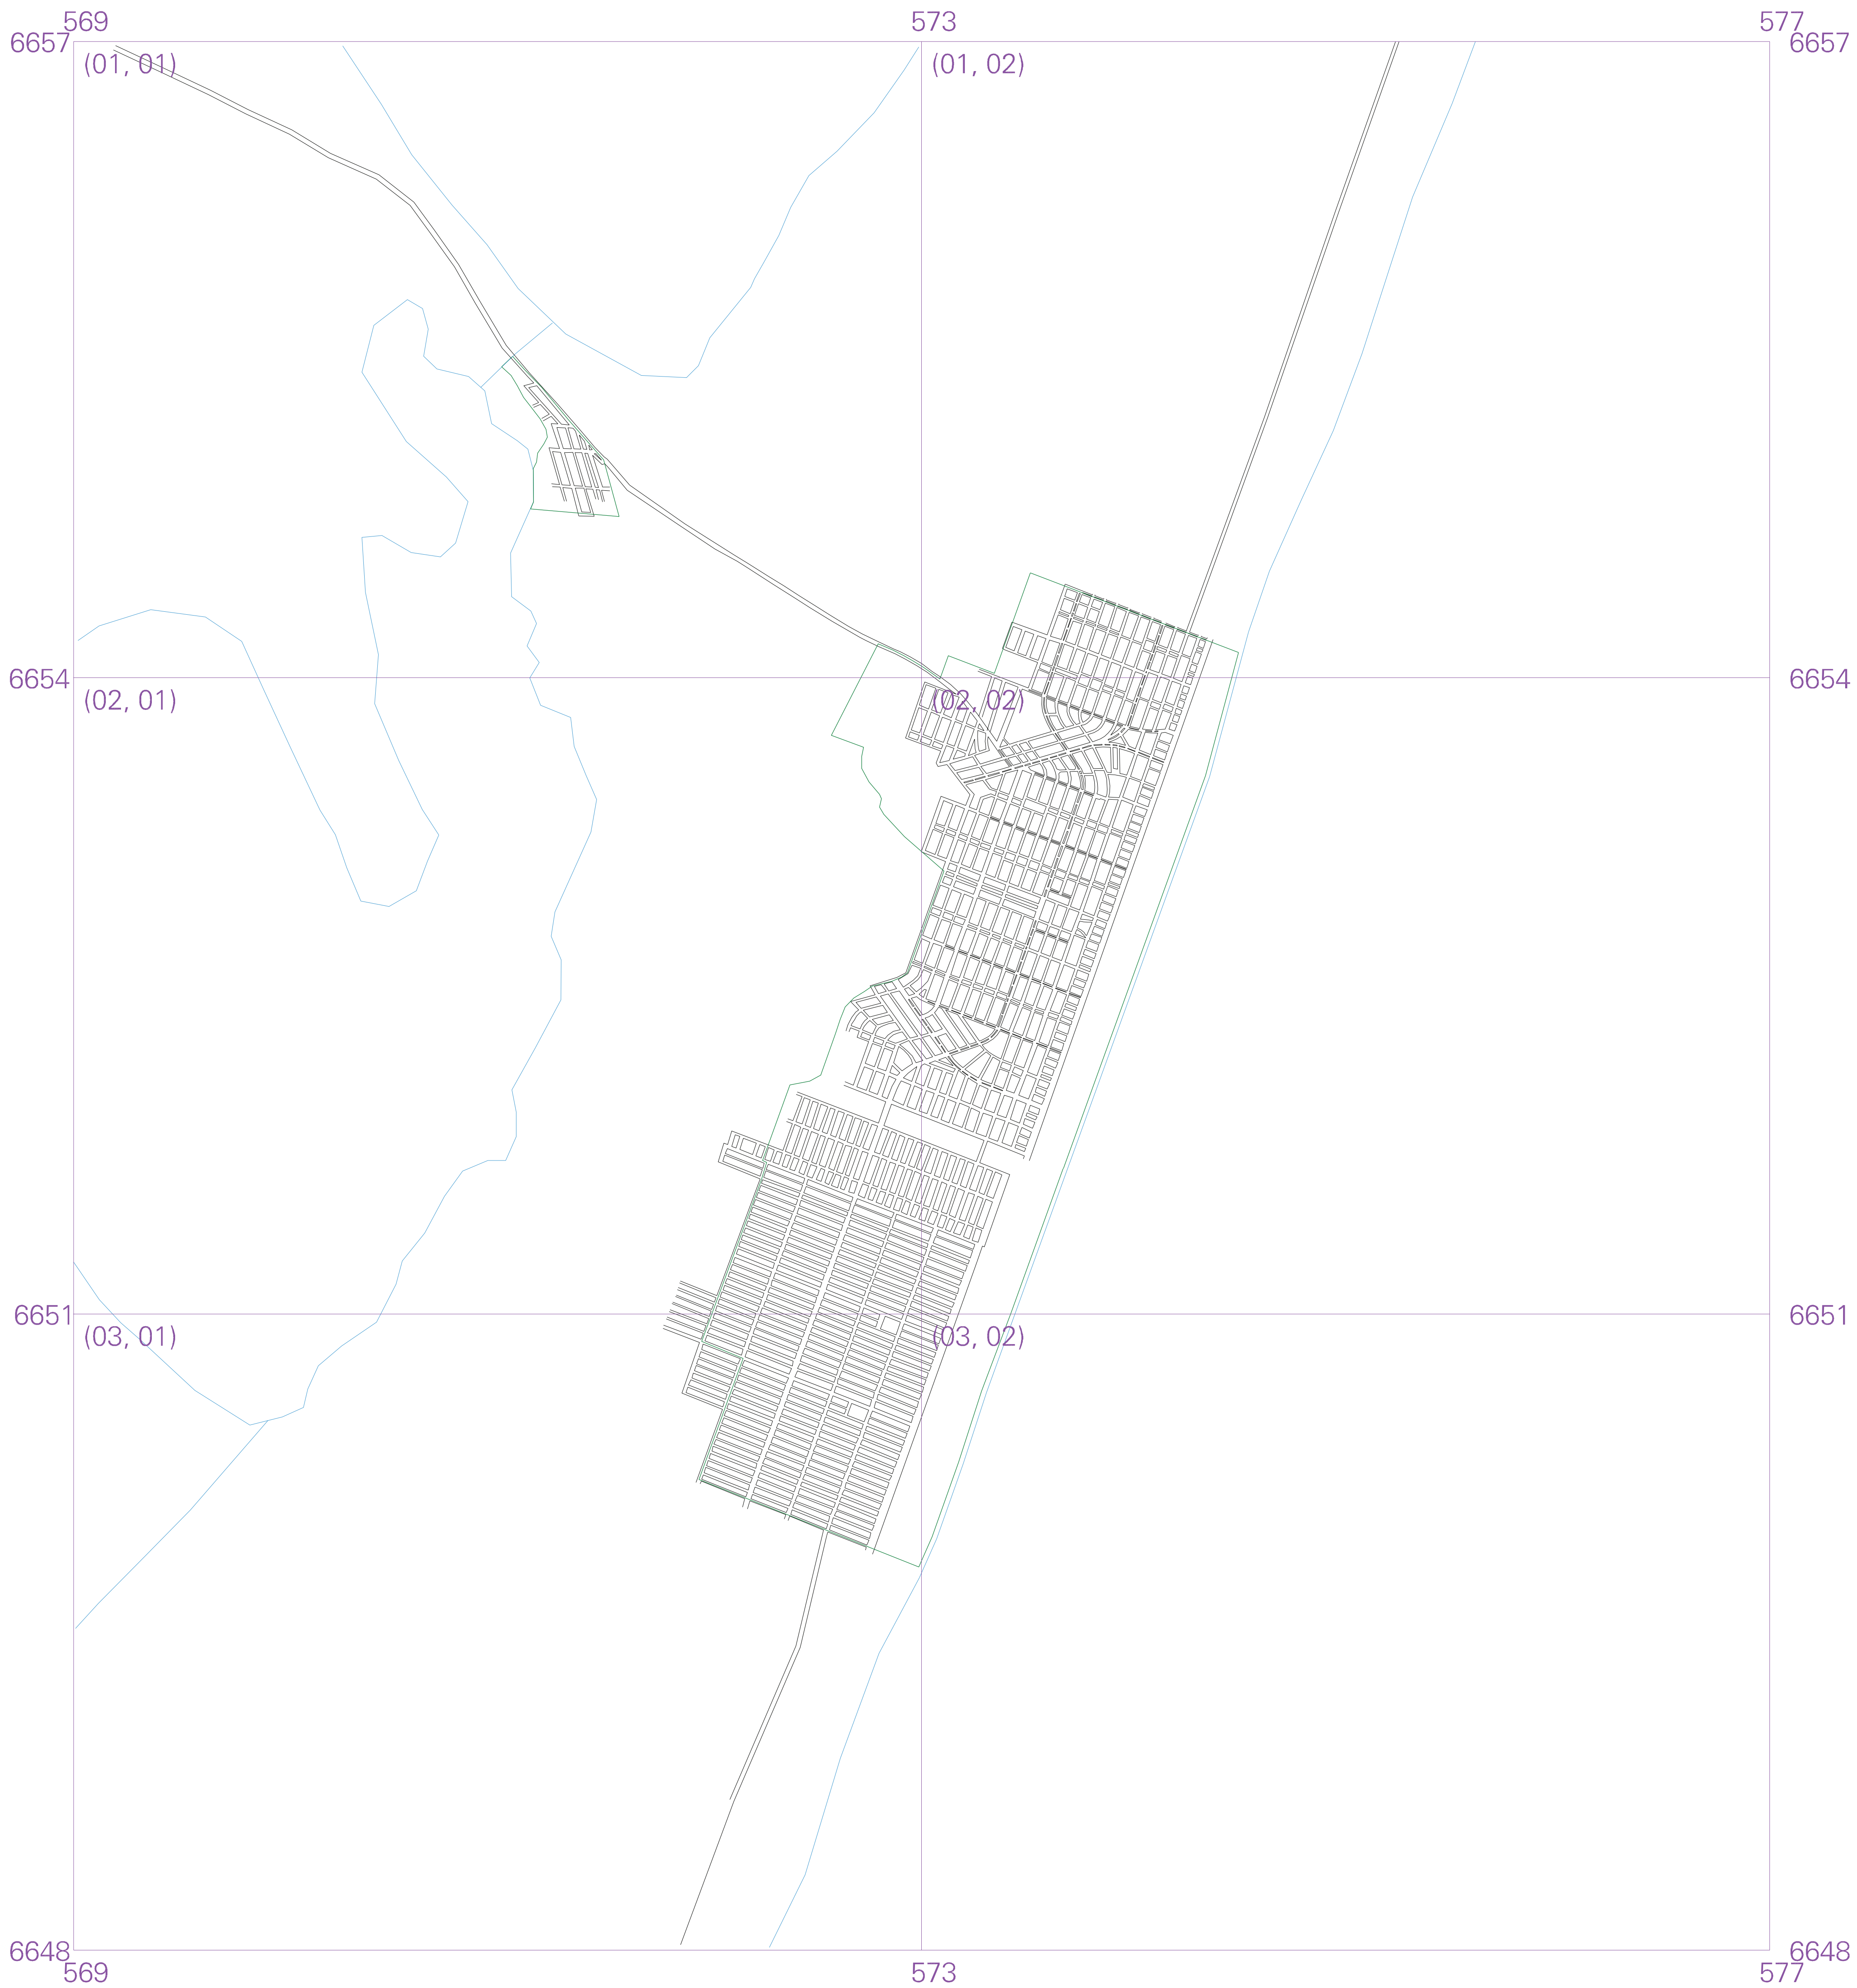 569 573 577
6657 6657
(01, 01) (01, 02)
6654 6654
(02, 01) (02, 02)
6651 6651
(03, 01) (03, 02)
6648 6648
569 573 577